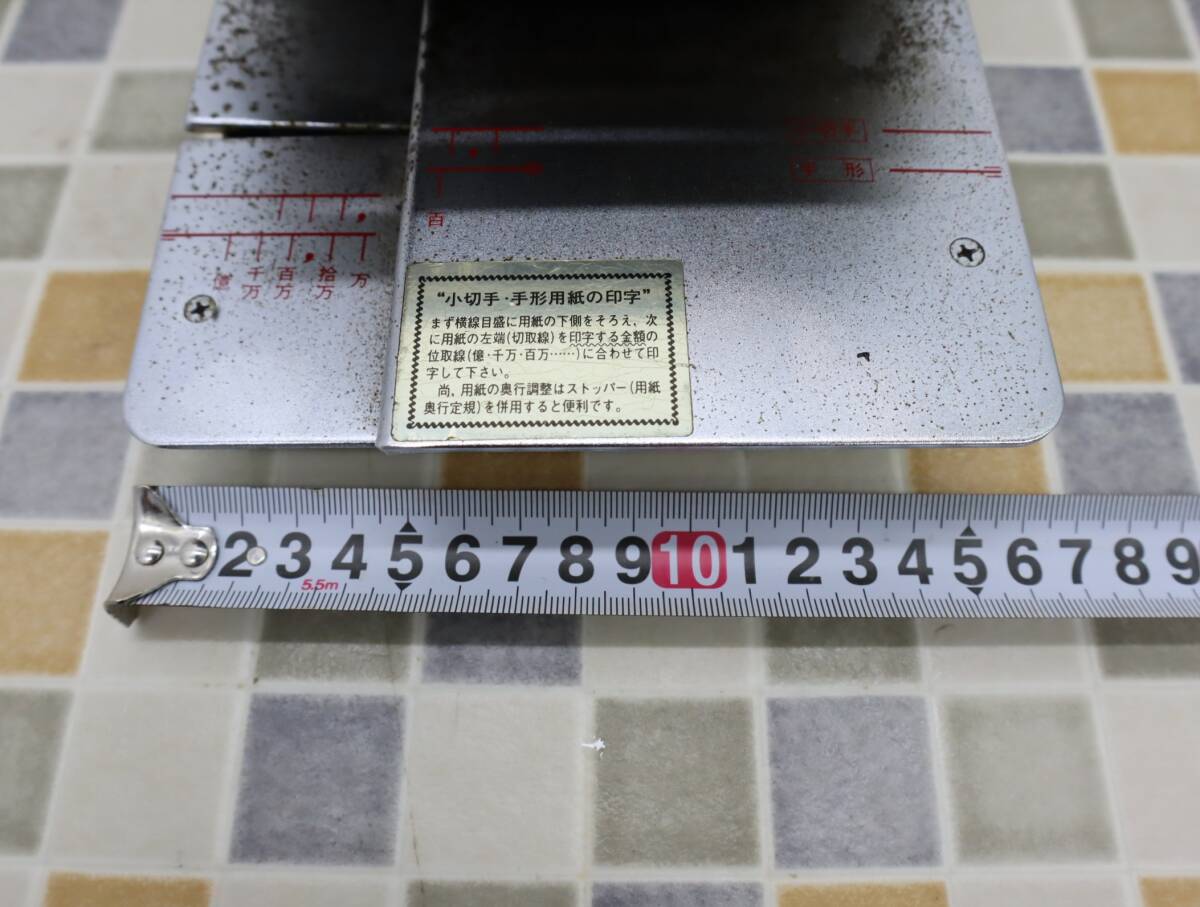 小切手
手形
百
億 千万 百万 拾万 万
“小切手・手形用紙の印字”
まず横線目盛に用紙の下側をそろえ、次
に用紙の左端(切取線)を印字する金額の
位取線(億・千万・百万……)に合わせて印
字して下さい。
尚、用紙の奥行調整はストッパー(用紙
奥行定規)を併用すると便利です。
2 3 4 5 6 7 8 9 10 1 2 3 4 5 6 7 8 9
5.5m